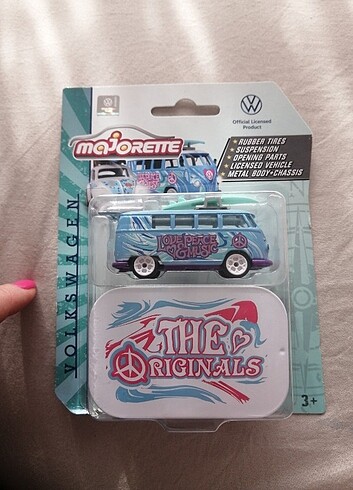 Official Licensed
Product
majorette
RUBBER TIRES
SUSPENSION
OPENING PARTS
LICENSED VEHICLE
METAL BODY+CHASSIS
VOLKSWAGEN
LOVE PEACE
& MUSIC
THE
ORIGINALS
3+